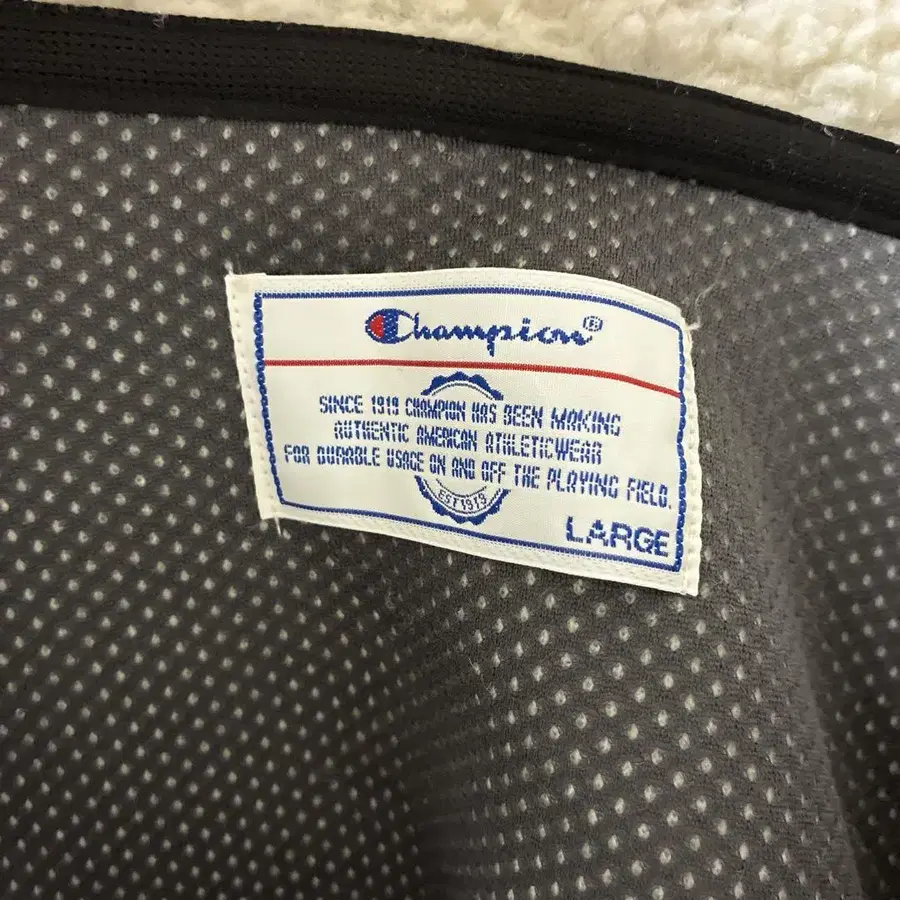 Champion®
SINCE 1919 CHAMPION HAS BEEN MAKING
AUTHENTIC AMERICAN ATHLETICWEAR
FOR DURABLE USAGE ON AND OFF THE PLAYING FIELD.
EST 1919
LARGE